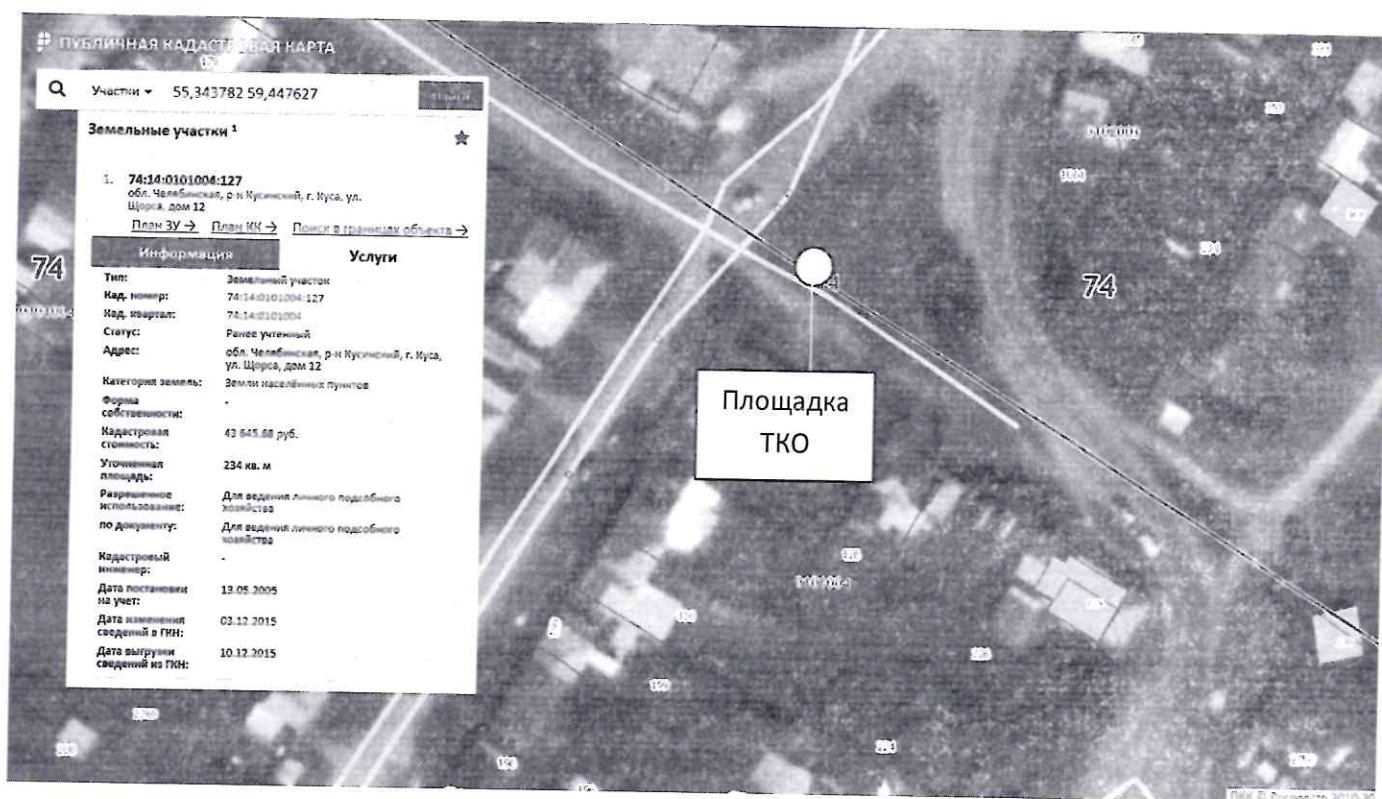 ПУБЛИЧНАЯ КАДАСТРОВАЯ КАРТА
Участки 55,343782 59,447627
Земельные участки 1
1. 74:14:0101004:127
обл. Челябинская, р-н Кусинский, г. Куса, ул.
Щорса, дом 12
План ЗУ → План КК → Поиск в границах объекта →
Информация Услуги
Тип: Земельный участок
Кад. номер: 74:14:0101004:127
Кад. квартал: 74:14:0101004
Статус: Ранее учтенный
Адрес: обл. Челябинская, р-н Кусинский, г. Куса,
ул. Щорса, дом 12
Категория земель: Земли населённых пунктов
Форма
собственности: -
Кадастровая
стоимость: 43 645.68 руб.
Уточненная
площадь: 234 кв. м
Разрешенное
использование: Для ведения личного подсобного
хозяйства
по документу: Для ведения личного подсобного
хозяйства
Кадастровый
инженер: -
Дата постановки
на учет: 13.05.2005
Дата изменения
сведений в ГКН: 03.12.2015
Дата выгрузки
сведений из ГКН: 10.12.2015
74
74
Площадка
ТКО
224
196